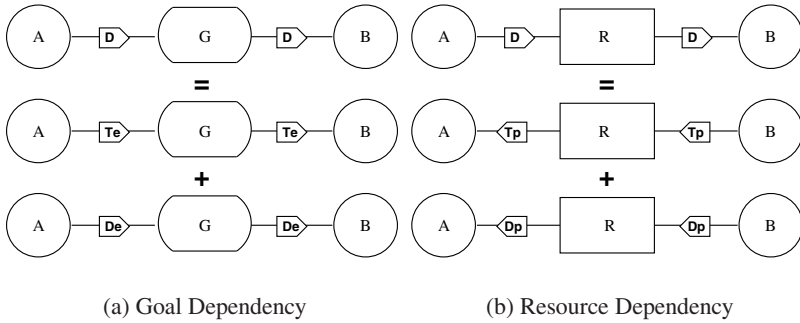 A D G D B A D R D B
= =
A Te G Te B A Tp R Tp B
+ +
A De G De B A Dp R Dp B
(a) Goal Dependency (b) Resource Dependency